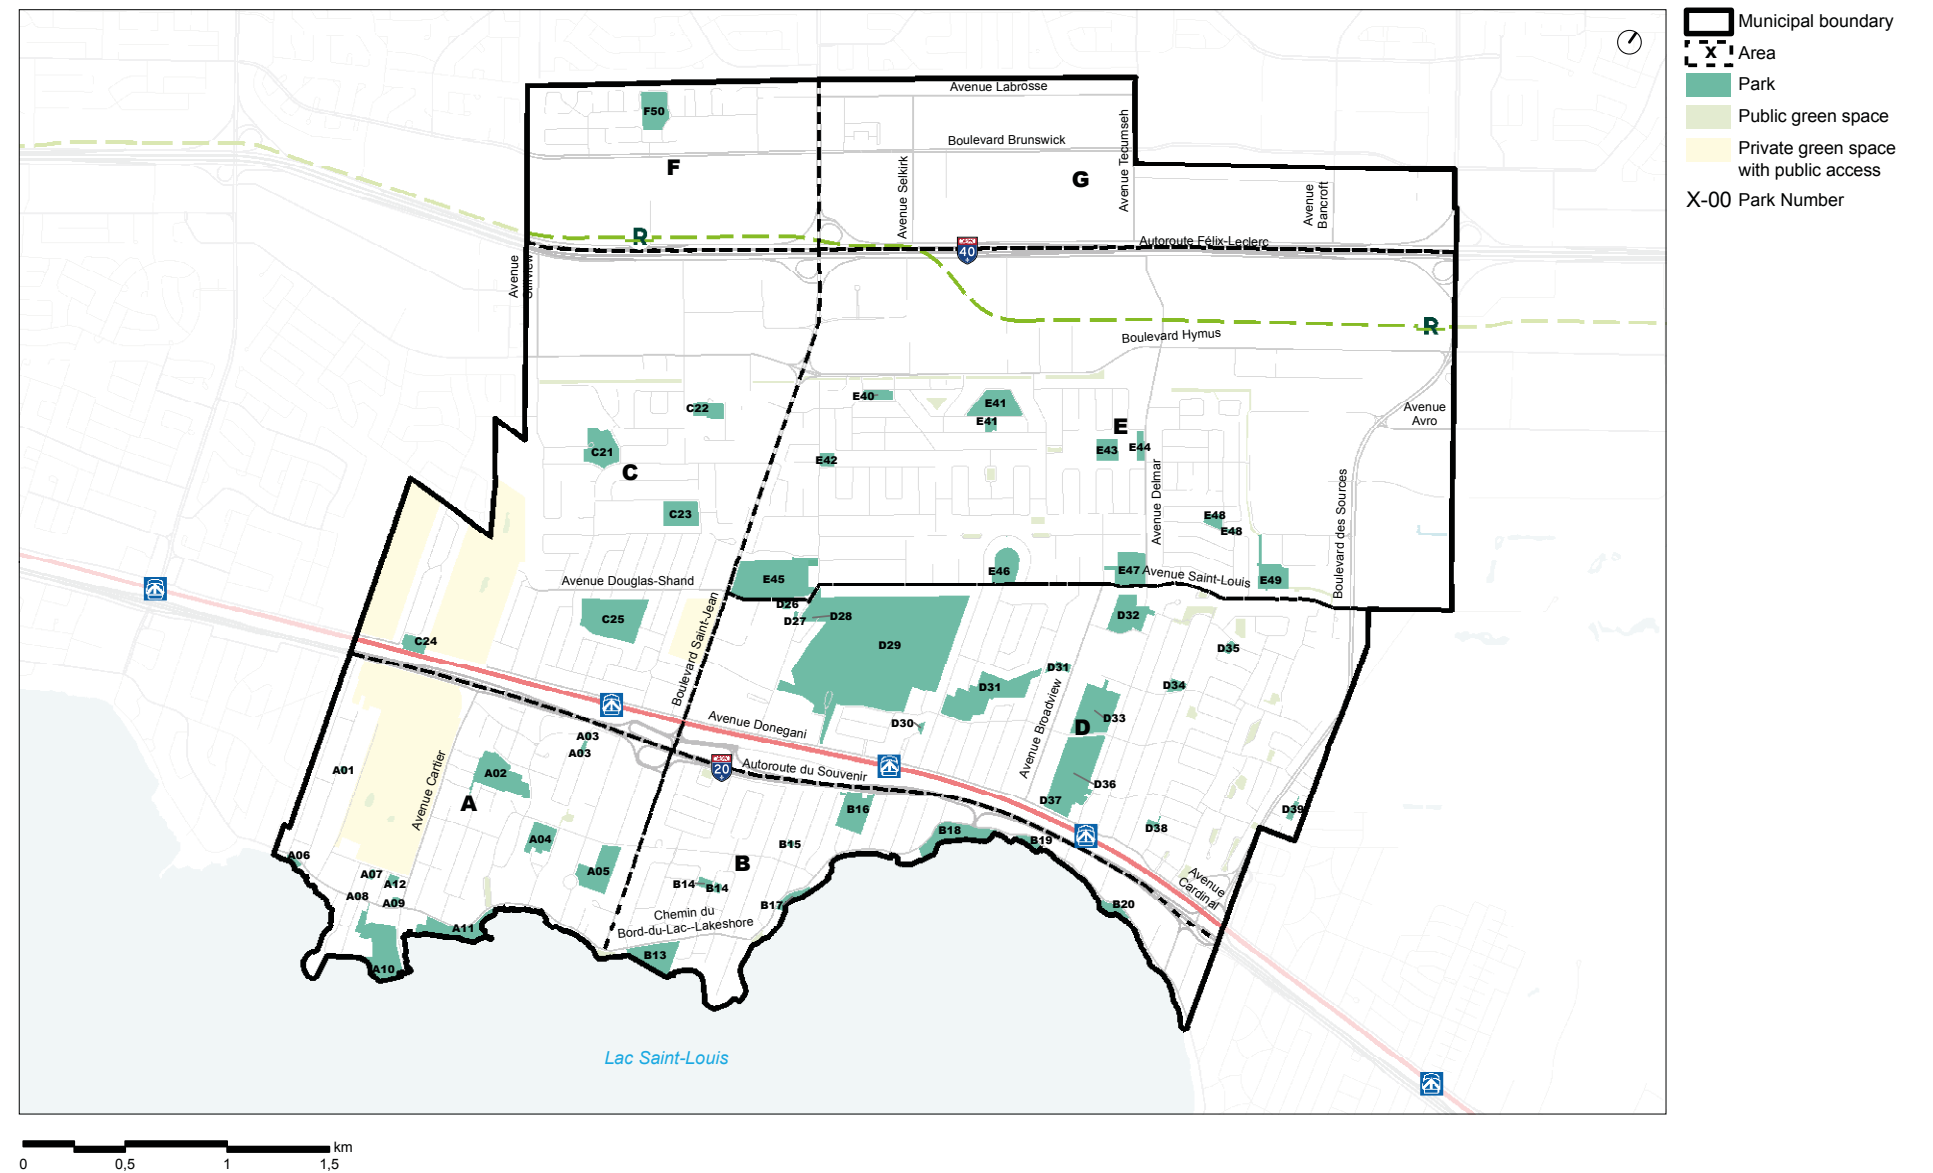 Municipal boundary
X Area
Park
Public green space
Private green space
with public access
X-00 Park Number
Avenue Labrosse
F50
Boulevard Brunswick
Avenue Tecumseh
F
G
Avenue Selkirk
Avenue
Bancroft
R
40
Autoroute Félix-Leclerc
Avenue
Stillview
R
Boulevard Hymus
E40
E41
E41
C22
Avenue
Avro
E
C21
C
E42
E43
E44
Avenue Delmar
Boulevard des Sources
C23
E48
E48
E45
E46
E47
Avenue Saint-Louis
E49
Avenue Douglas-Shand
C25
C24
Boulevard Saint-Jean
D26
D27
D28
D29
D32
D35
D31
D31
D34
D30
D33
D
Avenue Broadview
Avenue Donegani
A03
A03
Autoroute du Souvenir
20
A01
A02
A
Avenue Cartier
D36
D37
D38
D39
B16
B18
B19
A04
A05
B15
B
A06
A07
A12
A08
A09
B14
B14
B17
Avenue
Cardinal
B20
Chemin du
Bord-du-Lac--Lakeshore
A11
A10
B13
Lac Saint-Louis
km
0 0,5 1 1,5